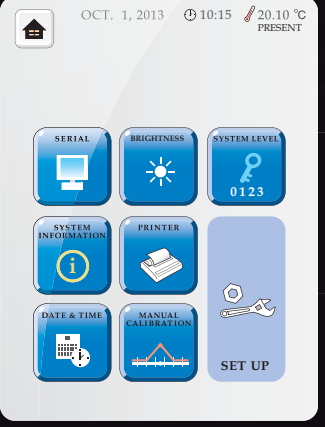 OCT. 1, 2013 10:15 20.10 °C
PRESENT
SERIAL BRIGHTNESS SYSTEM LEVEL
0123
SYSTEM
INFORMATION
i
PRINTER
DATE & TIME
MANUAL
CALIBRATION
SET UP